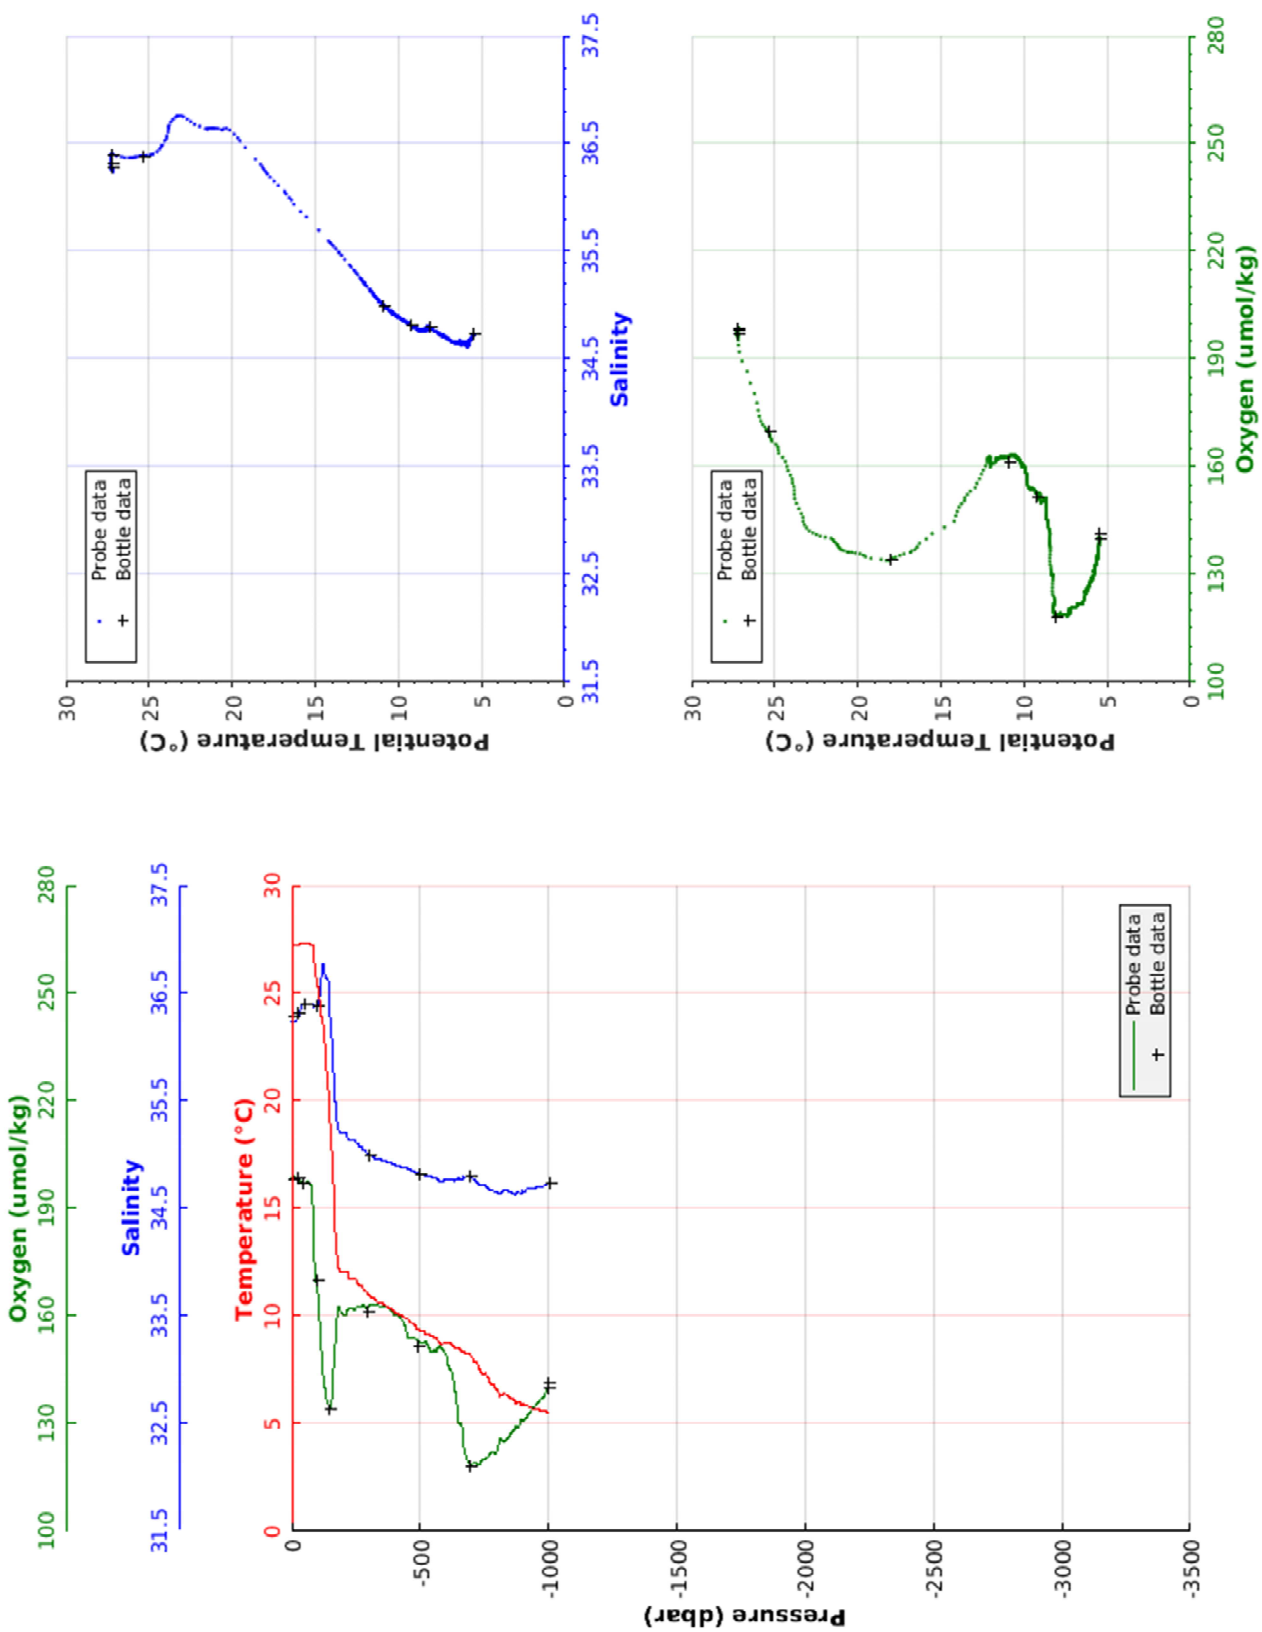 Oxygen (umol/kg)
100 130 160 190 220 250 280
Salinity
31.5 32.5 33.5 34.5 35.5 36.5 37.5
Temperature (°C)
0 5 10 15 20 25 30
0
-500
-1000
-1500
-2000
-2500
-3000
-3500
Pressure (dbar)
Probe data
Bottle data
30
25
20
15
10
5
0
Potential Temperature (°C)
Probe data
Bottle data
31.5 32.5 33.5 34.5 35.5 36.5 37.5
Salinity
30
25
20
15
10
5
0
Potential Temperature (°C)
Probe data
Bottle data
100 130 160 190 220 250 280
Oxygen (umol/kg)